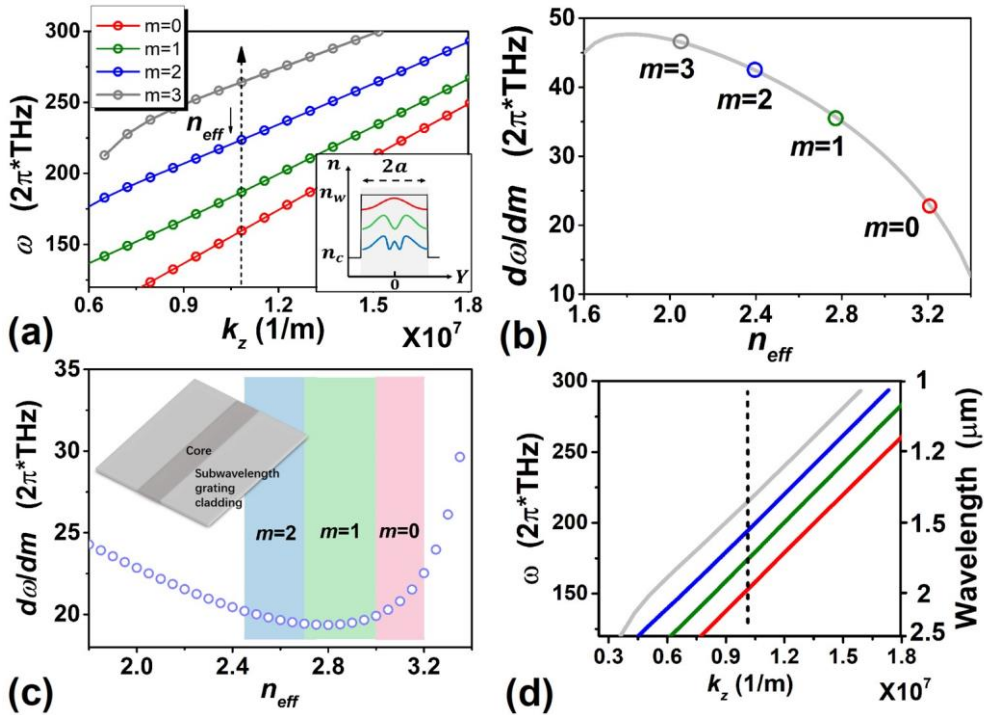 (a)
ω (2π*THz)
300
250
200
150
m=0
m=1
m=2
m=3
n_eff
n
2a
n_W
n_C
0
Y
0.6 0.9 1.2 1.5 1.8
k_z (1/m)
X10^7
(b)
dω/dm (2π*THz)
50
40
30
20
10
m=3
m=2
m=1
m=0
1.6 2.0 2.4 2.8 3.2
n_eff
(c)
dω/dm (2π*THz)
35
30
25
20
Core
Subwavelength
grating
cladding
m=2 m=1 m=0
2.0 2.4 2.8 3.2
n_eff
(d)
ω (2π*THz)
300
250
200
150
1
1.2
1.5
2
2.5
Wavelength (μm)
0.3 0.6 0.9 1.2 1.5 1.8
k_z (1/m)
X10^7